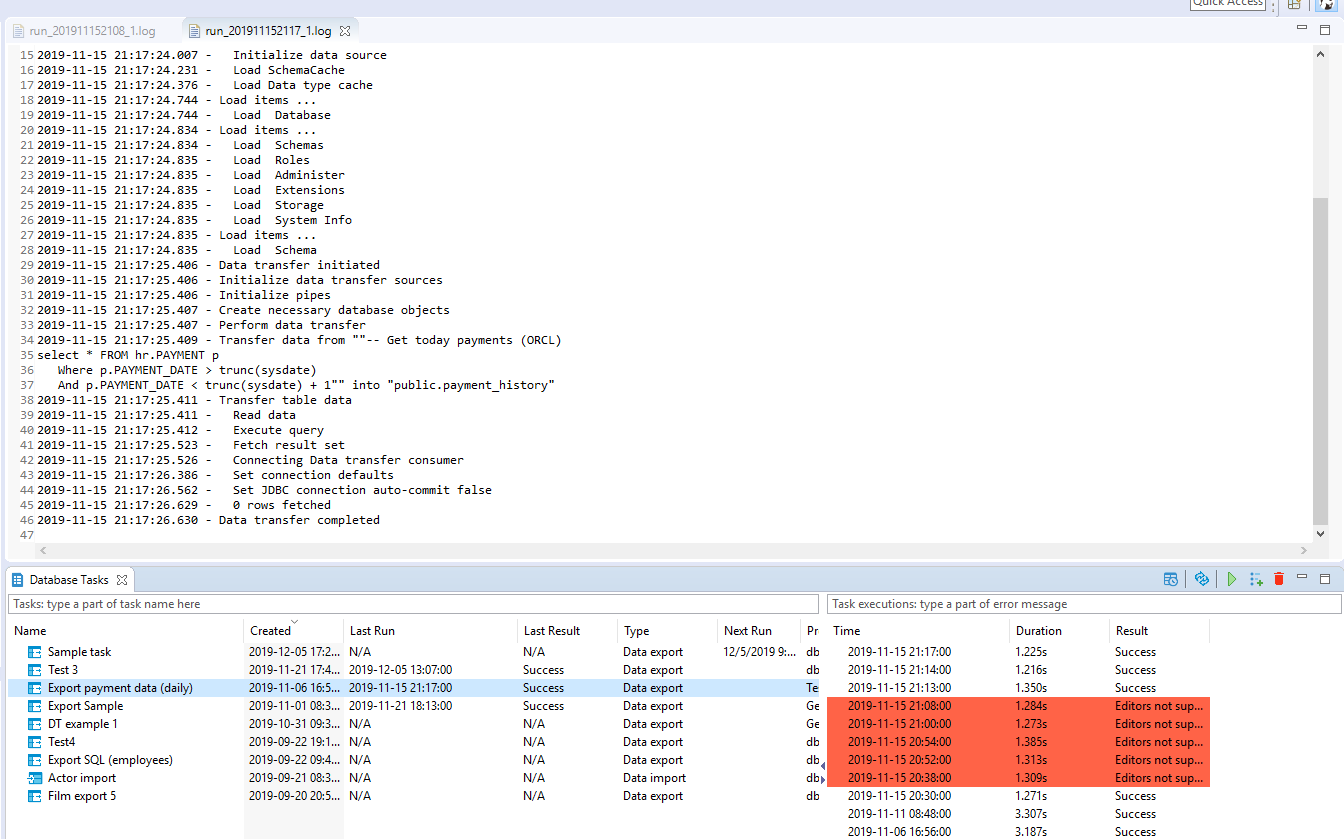 Quick Access
run_201911152108_1.log run_201911152117_1.log
15 2019-11-15 21:17:24.007 -   Initialize data source
16 2019-11-15 21:17:24.231 -   Load SchemaCache
17 2019-11-15 21:17:24.376 -   Load Data type cache
18 2019-11-15 21:17:24.744 - Load items ...
19 2019-11-15 21:17:24.744 -   Load  Database
20 2019-11-15 21:17:24.834 - Load items ...
21 2019-11-15 21:17:24.834 -   Load  Schemas
22 2019-11-15 21:17:24.835 -   Load  Roles
23 2019-11-15 21:17:24.835 -   Load  Administer
24 2019-11-15 21:17:24.835 -   Load  Extensions
25 2019-11-15 21:17:24.835 -   Load  Storage
26 2019-11-15 21:17:24.835 -   Load  System Info
27 2019-11-15 21:17:24.835 - Load items ...
28 2019-11-15 21:17:24.835 -   Load  Schema
29 2019-11-15 21:17:25.406 - Data transfer initiated
30 2019-11-15 21:17:25.406 - Initialize data transfer sources
31 2019-11-15 21:17:25.406 - Initialize pipes
32 2019-11-15 21:17:25.407 - Create necessary database objects
33 2019-11-15 21:17:25.407 - Perform data transfer
34 2019-11-15 21:17:25.409 - Transfer data from ""-- Get today payments (ORCL)
35 select * FROM hr.PAYMENT p
36    Where p.PAYMENT_DATE > trunc(sysdate)
37    And p.PAYMENT_DATE < trunc(sysdate) + 1"" into "public.payment_history"
38 2019-11-15 21:17:25.411 - Transfer table data
39 2019-11-15 21:17:25.411 -   Read data
40 2019-11-15 21:17:25.412 -   Execute query
41 2019-11-15 21:17:25.523 -   Fetch result set
42 2019-11-15 21:17:25.526 -   Connecting Data transfer consumer
43 2019-11-15 21:17:26.386 -   Set connection defaults
44 2019-11-15 21:17:26.562 -   Set JDBC connection auto-commit false
45 2019-11-15 21:17:26.629 -   0 rows fetched
46 2019-11-15 21:17:26.630 - Data transfer completed
47
Database Tasks
Tasks: type a part of task name here Task executions: type a part of error message
Name Created Last Run Last Result Type Next Run Pr Time Duration Result
Sample task 2019-12-05 17:2... N/A N/A Data export 12/5/2019 9:... db 2019-11-15 21:17:00 1.225s Success
Test 3 2019-11-21 17:4... 2019-12-05 13:07:00 Success Data export db 2019-11-15 21:14:00 1.216s Success
Export payment data (daily) 2019-11-06 16:5... 2019-11-15 21:17:00 Success Data export Te 2019-11-15 21:13:00 1.350s Success
Export Sample 2019-11-01 08:3... 2019-11-21 18:13:00 Success Data export Ge 2019-11-15 21:08:00 1.284s Editors not sup...
DT example 1 2019-10-31 09:3... N/A N/A Data export Ge 2019-11-15 21:00:00 1.273s Editors not sup...
Test4 2019-09-22 19:1... N/A N/A Data export db 2019-11-15 20:54:00 1.385s Editors not sup...
Export SQL (employees) 2019-09-22 09:4... N/A N/A Data export db 2019-11-15 20:52:00 1.313s Editors not sup...
Actor import 2019-09-21 08:3... N/A N/A Data import db 2019-11-15 20:38:00 1.309s Editors not sup...
Film export 5 2019-09-20 20:5... N/A N/A Data export db 2019-11-15 20:30:00 1.271s Success
2019-11-11 08:48:00 3.307s Success
2019-11-06 16:56:00 3.187s Success